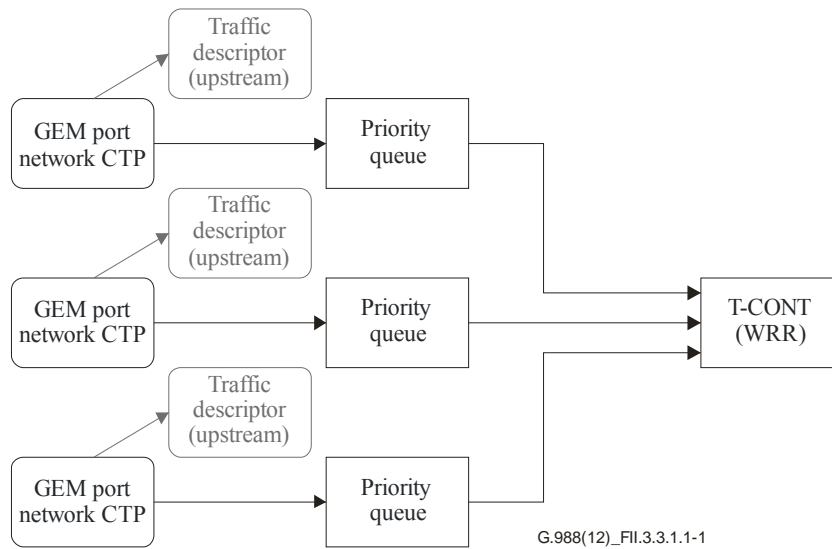 Traffic
descriptor
(upstream)
GEM port
network CTP
Priority
queue
Traffic
descriptor
(upstream)
GEM port
network CTP
Priority
queue
T-CONT
(WRR)
Traffic
descriptor
(upstream)
GEM port
network CTP
Priority
queue
G.988(12)_FII.3.3.1.1-1